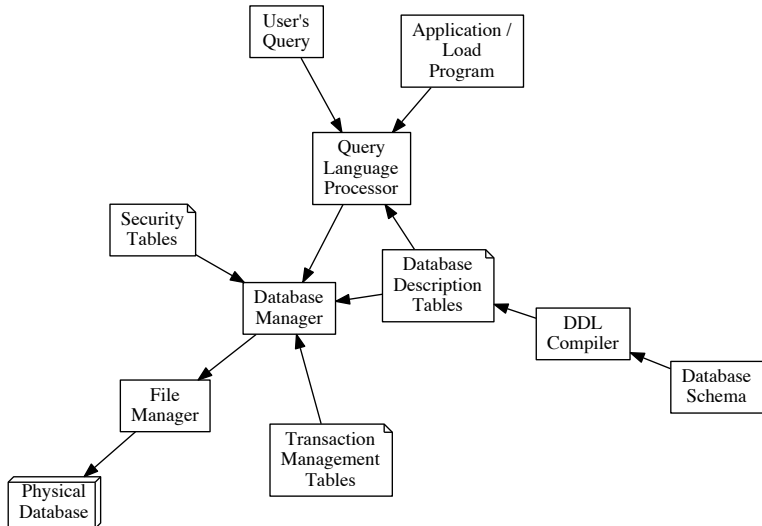 User's
Query
Application /
Load
Program
Query
Language
Processor
Security
Tables
Database
Description
Tables
Database
Manager
DDL
Compiler
Database
Schema
File
Manager
Transaction
Management
Tables
Physical
Database